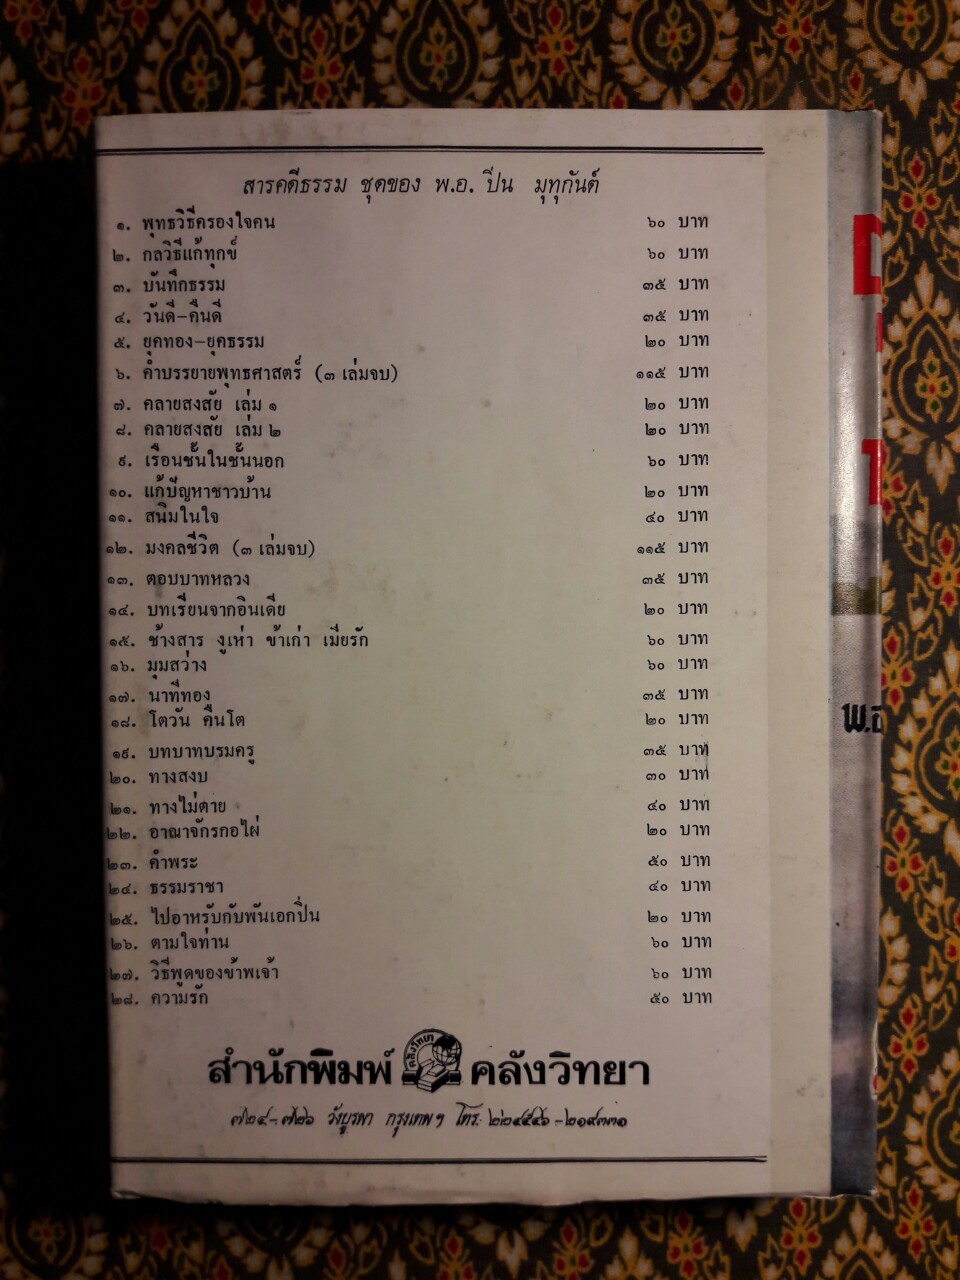 สารคดีธรรม ชุดของ พ.อ. ปิ่น มุทุกันต์
๑. พุทธวิธีครองใจคน ๖๐ บาท
๒. กลวิธีแก้ทุกข์ ๖๐ บาท
๓. บันทึกธรรม ๓๕ บาท
๔. วันดี-คืนดี ๓๕ บาท
๕. ยุคทอง-ยุคธรรม ๒๐ บาท
๖. คำบรรยายพุทธศาสตร์ (๓ เล่มจบ) ๑๑๕ บาท
๗. คลายสงสัย เล่ม ๑ ๒๐ บาท
๘. คลายสงสัย เล่ม ๒ ๒๐ บาท
๙. เรือนชั้นในชั้นนอก ๖๐ บาท
๑๐. แก้ปัญหาชาวบ้าน ๒๐ บาท
๑๑. สนิมในใจ ๔๐ บาท
๑๒. มงคลชีวิต (๓ เล่มจบ) ๑๑๕ บาท
๑๓. ตอบบาทหลวง ๓๕ บาท
๑๔. บทเรียนจากอินเดีย ๒๐ บาท
๑๕. ช้างสาร งูเห่า ข้าเก่า เมียรัก ๖๐ บาท
๑๖. มุมสว่าง ๖๐ บาท
๑๗. นาทีทอง ๓๕ บาท
๑๘. โตวัน คืนโต ๒๐ บาท
๑๙. บทบาทบรมครู ๓๕ บาท
๒๐. ทางสงบ ๓๐ บาท
๒๑. ทางไม่ตาย ๔๐ บาท
๒๒. อาณาจักรกอไผ่ ๒๐ บาท
๒๓. คำพระ ๕๐ บาท
๒๔. ธรรมราชา ๔๐ บาท
๒๕. ไปอาหรับกับพันเอกปิ่น ๒๐ บาท
๒๖. ตามใจท่าน ๖๐ บาท
๒๗. วิธีพูดของข้าพเจ้า ๖๐ บาท
๒๘. ความรัก ๕๐ บาท
สำนักพิมพ์ คลังวิทยา คลังวิทยา
๗๒๔-๗๒๖ วังบูรพา กรุงเทพฯ โทร. ๒๒๔๕๔๖-๒๑๙๓๓๑
พ.อ